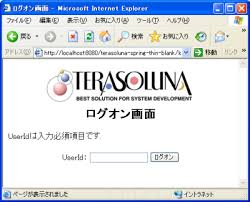 ログオン画面 - Microsoft Internet Explorer
ファイル(F) 編集(E) 表示(V) お気に入り(A) ツール(T) ヘルプ(H)
戻る 検索 お気に入り
アドレス(D) http://localhost:8080/terasoluna-spring-thin-blank/l 移動 リンク
TERASOLUNA
BEST SOLUTION FOR SYSTEM DEVELOPMENT
ログオン画面
UserIdは入力必須項目です.
UserId: ログオン
ページが表示されました イントラネット